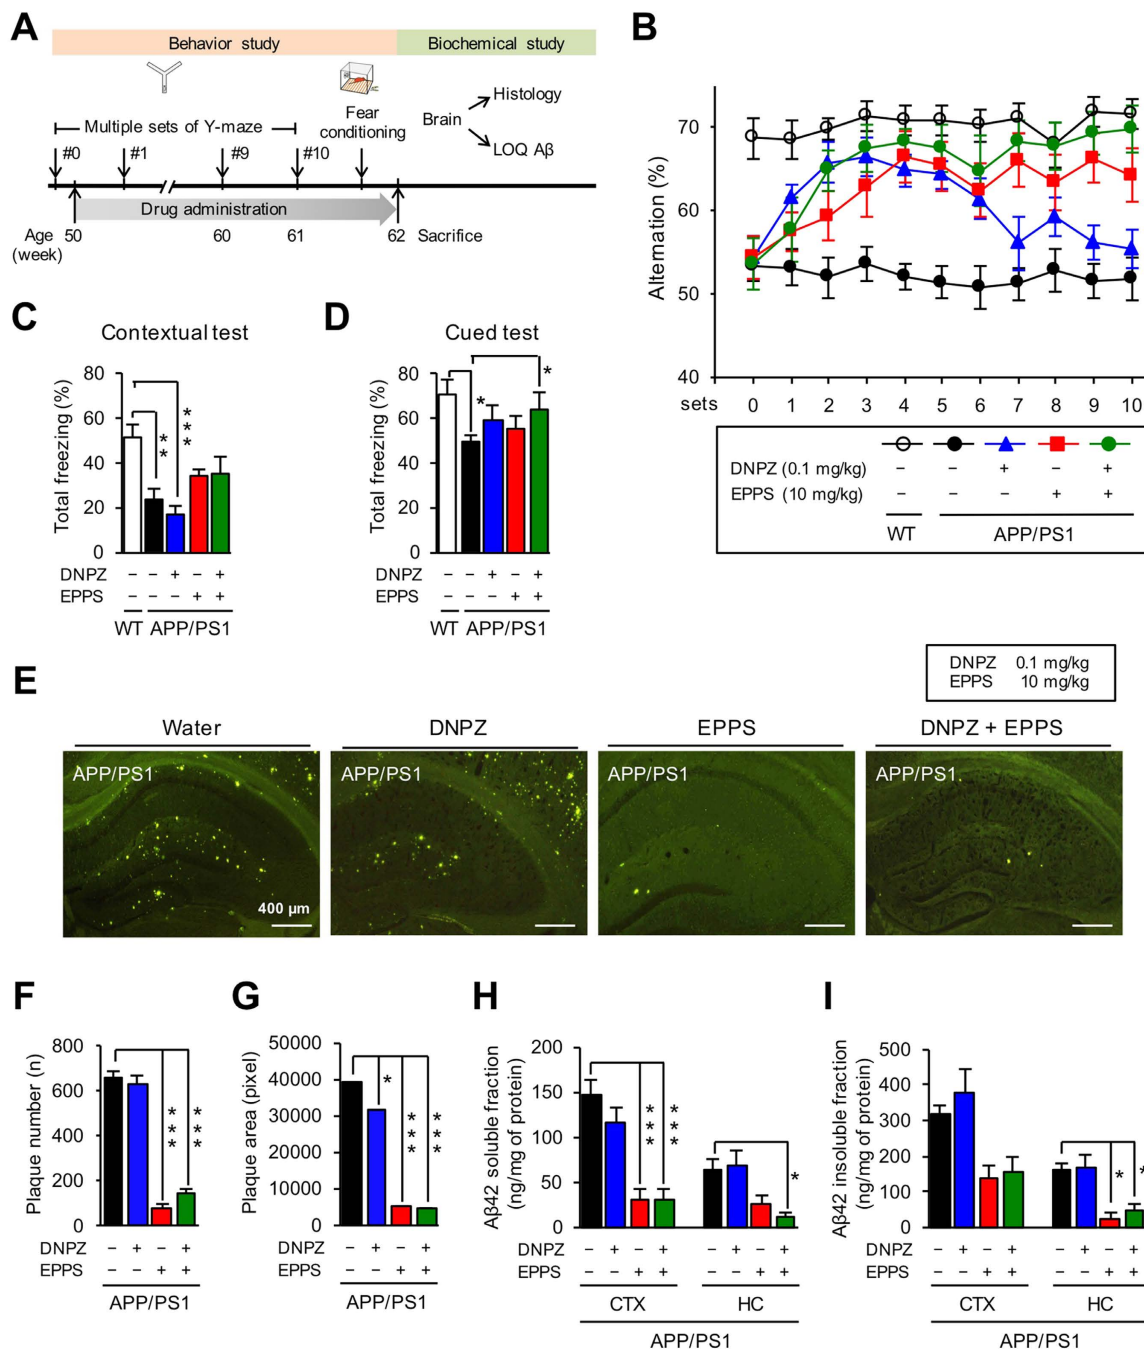 A
Behavior study
Biochemical study
Multiple sets of Y-maze
Fear
conditioning
Brain
Histology
LOQ Aβ
#0
#1
#9
#10
Drug administration
Age
(week)
50
60
61
62
Sacrifice
B
Alternation (%)
70
60
50
40
sets
0 1 2 3 4 5 6 7 8 9 10
DNPZ (0.1 mg/kg) – – + – +
EPPS (10 mg/kg) – – – + +
WT APP/PS1
C
Contextual test
Total freezing (%)
80
60
40
20
0
** ***
DNPZ – – + – +
EPPS – – – + +
WT APP/PS1
D
Cued test
Total freezing (%)
80
60
40
20
0
* *
DNPZ – – + – +
EPPS – – – + +
WT APP/PS1
DNPZ 0.1 mg/kg
EPPS 10 mg/kg
E
Water DNPZ EPPS DNPZ + EPPS
APP/PS1 APP/PS1 APP/PS1 APP/PS1
400 μm
F
Plaque number (n)
800
600
400
200
0
*** ***
DNPZ – + – +
EPPS – – + +
APP/PS1
G
Plaque area (pixel)
50000
40000
30000
20000
10000
0
* *** ***
DNPZ – + – +
EPPS – – + +
APP/PS1
H
Aβ42 soluble fraction
(ng/mg of protein)
200
150
100
50
0
*** *** *
DNPZ – + – + – + – +
EPPS – – + + – – + +
CTX HC
APP/PS1
I
Aβ42 insoluble fraction
(ng/mg of protein)
500
400
300
200
100
0
* *
DNPZ – + – + – + – +
EPPS – – + + – – + +
CTX HC
APP/PS1